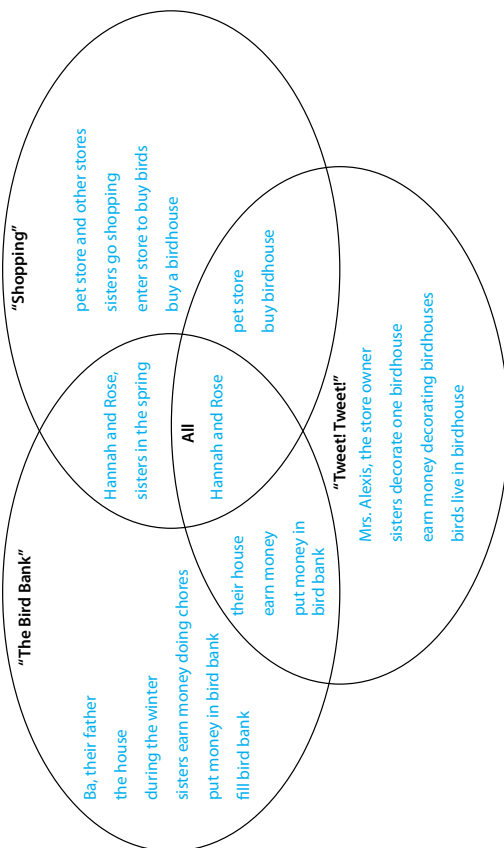 "The Bird Bank"
Ba, their father
the house
during the winter
sisters earn money doing chores
put money in bird bank
fill bird bank
"Shopping"
pet store and other stores
sisters go shopping
enter store to buy birds
buy a birdhouse
Hannah and Rose,
sisters in the spring
All
Hannah and Rose
their house
earn money
put money in
bird bank
pet store
buy birdhouse
"Tweet! Tweet!"
Mrs. Alexis, the store owner
sisters decorate one birdhouse
earn money decorating birdhouses
birds live in birdhouse